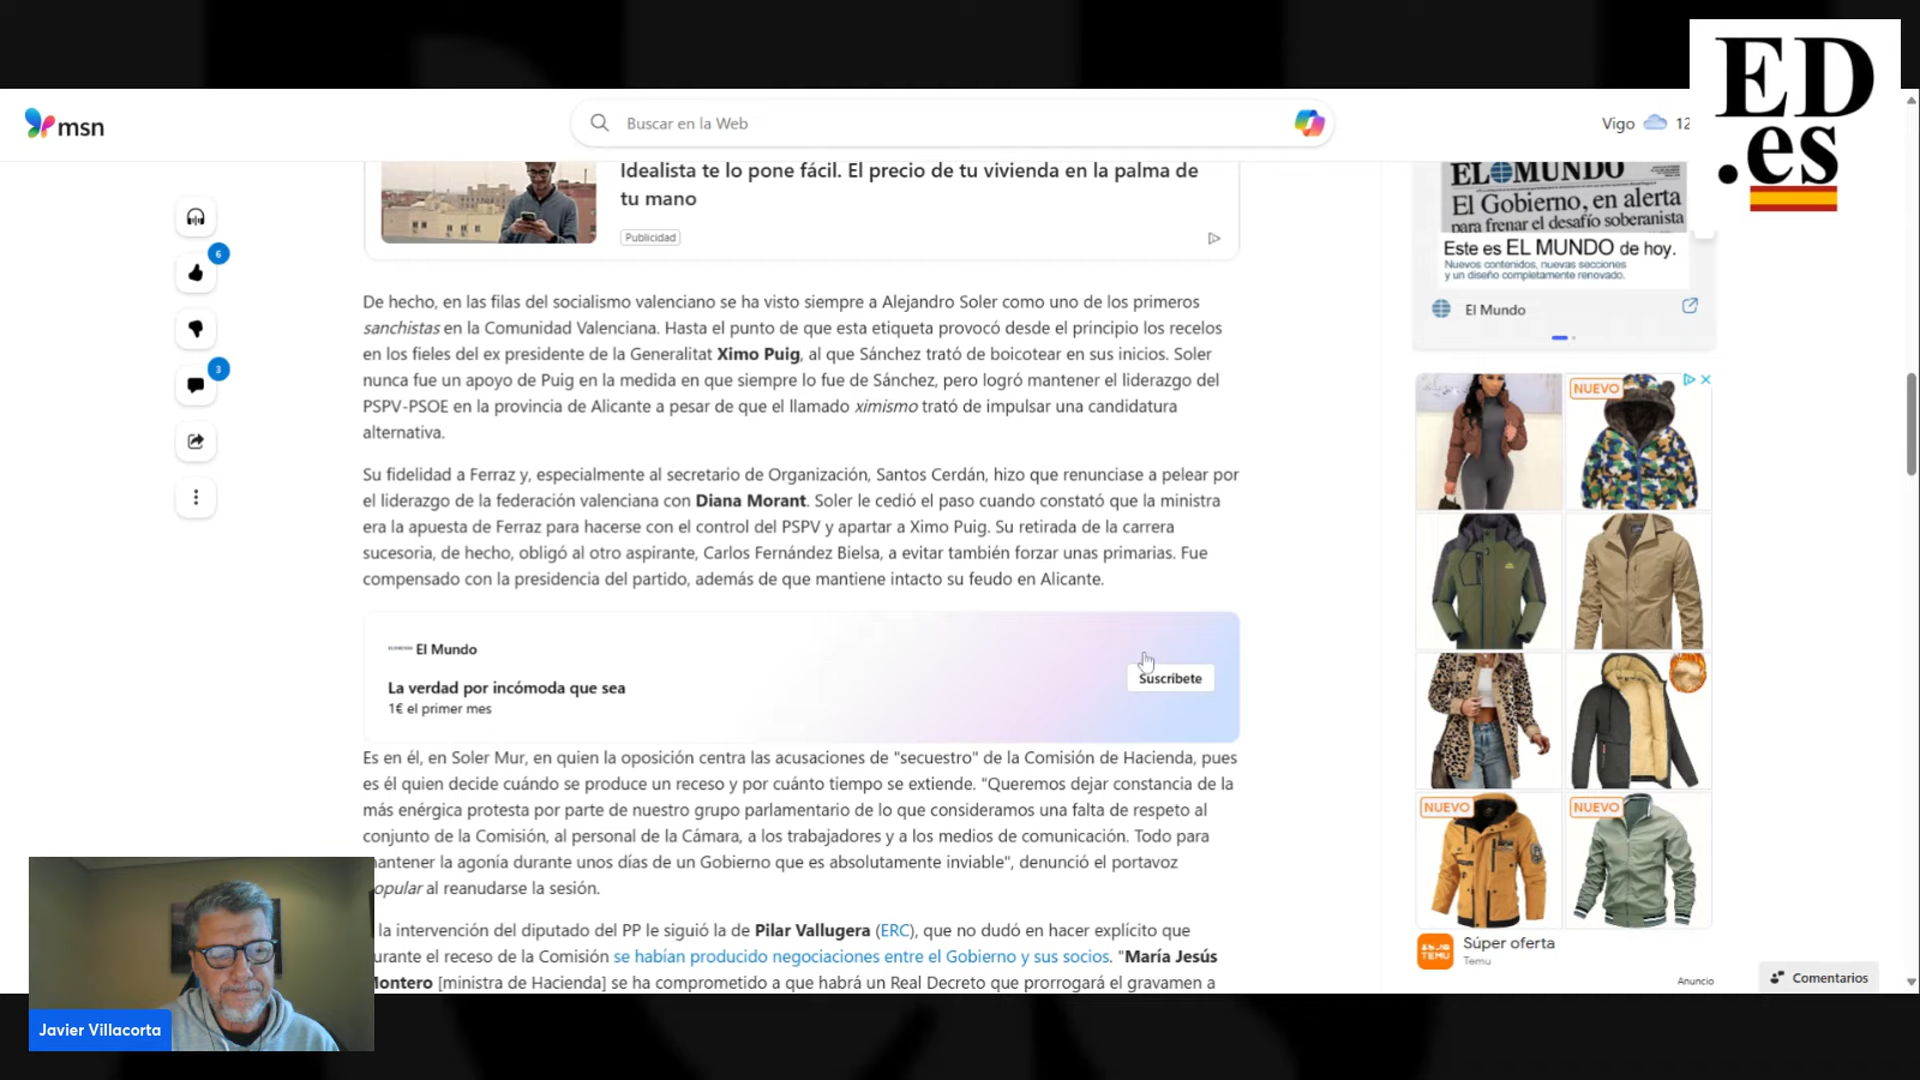 msn
Buscar en la Web
Vigo
12
ED
.es
Idealista te lo pone fácil. El precio de tu vivienda en la palma de
tu mano
Publicidad
6
3
De hecho, en las filas del socialismo valenciano se ha visto siempre a Alejandro Soler como uno de los primeros
sanchistas en la Comunidad Valenciana. Hasta el punto de que esta etiqueta provocó desde el principio los recelos
en los fieles del ex presidente de la Generalitat Ximo Puig, al que Sánchez trató de boicotear en sus inicios. Soler
nunca fue un apoyo de Puig en la medida en que siempre lo fue de Sánchez, pero logró mantener el liderazgo del
PSPV-PSOE en la provincia de Alicante a pesar de que el llamado ximismo trató de impulsar una candidatura
alternativa.
Su fidelidad a Ferraz y, especialmente al secretario de Organización, Santos Cerdán, hizo que renunciase a pelear por
el liderazgo de la federación valenciana con Diana Morant. Soler le cedió el paso cuando constató que la ministra
era la apuesta de Ferraz para hacerse con el control del PSPV y apartar a Ximo Puig. Su retirada de la carrera
sucesoria, de hecho, obligó al otro aspirante, Carlos Fernández Bielsa, a evitar también forzar unas primarias. Fue
compensado con la presidencia del partido, además de que mantiene intacto su feudo en Alicante.
El Mundo
La verdad por incómoda que sea
1€ el primer mes
Suscríbete
Es en él, en Soler Mur, en quien la oposición centra las acusaciones de "secuestro" de la Comisión de Hacienda, pues
es él quien decide cuándo se produce un receso y por cuánto tiempo se extiende. "Queremos dejar constancia de la
más enérgica protesta por parte de nuestro grupo parlamentario de lo que consideramos una falta de respeto al
conjunto de la Comisión, al personal de la Cámara, a los trabajadores y a los medios de comunicación. Todo para
mantener la agonía durante unos días de un Gobierno que es absolutamente inviable", denunció el portavoz
opular al reanudarse la sesión.
la intervención del diputado del PP le siguió la de Pilar Vallugera (ERC), que no dudó en hacer explícito que
urante el receso de la Comisión se habían producido negociaciones entre el Gobierno y sus socios. "María Jesús
Montero [ministra de Hacienda] se ha comprometido a que habrá un Real Decreto que prorrogará el gravamen a
EL MUNDO
El Gobierno, en alerta
para frenar el desafío soberanista
Este es EL MUNDO de hoy.
Nuevos contenidos, nuevas secciones
y un diseño completamente renovado.
El Mundo
NUEVO
NUEVO
NUEVO
TEMU
Súper oferta
Temu
Anuncio
Comentarios
Javier Villacorta